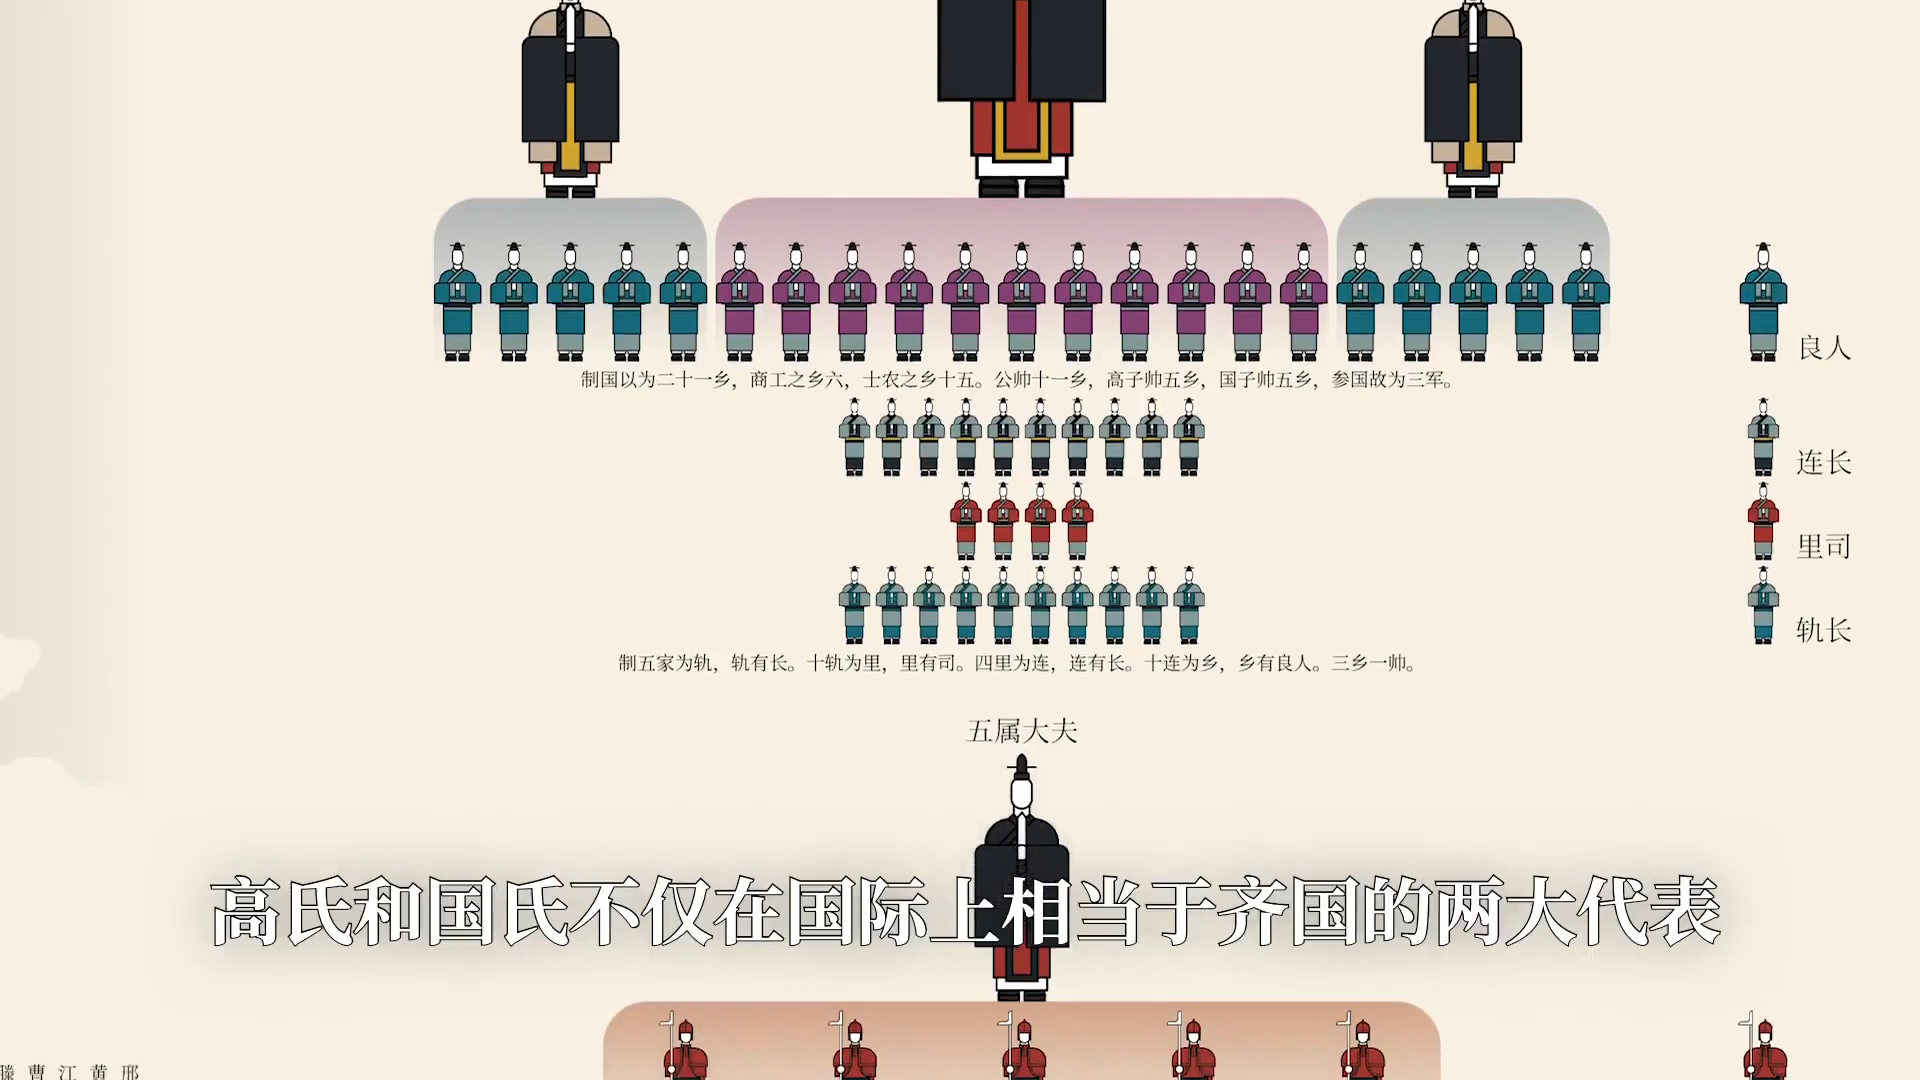 良人
制国以为二十一乡，商工之乡六，士农之乡十五。公帅十一乡，高子帅五乡，国子帅五乡，参国故为三军。
连长
里司
轨长
制五家为轨，轨有长。十轨为里，里有司。四里为连，连有长。十连为乡，乡有良人。三乡一帅。
五属大夫
高氏和国氏不仅在国际上相当于齐国的两大代表
滕 曹 江 黄 邢